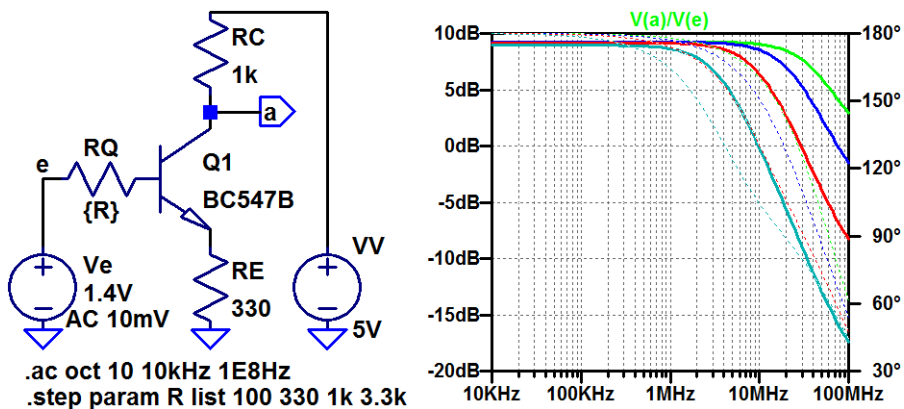 V(a)/V(e)
10dB
5dB
0dB
-5dB
-10dB
-15dB
-20dB
180°
150°
120°
90°
60°
30°
10KHz
100KHz
1MHz
10MHz
100MHz
RC
1k
a
e
RQ
{R}
Q1
BC547B
Ve
1.4V
AC 10mV
RE
330
VV
5V
.ac oct 10 10kHz 1E8Hz
.step param R list 100 330 1k 3.3k